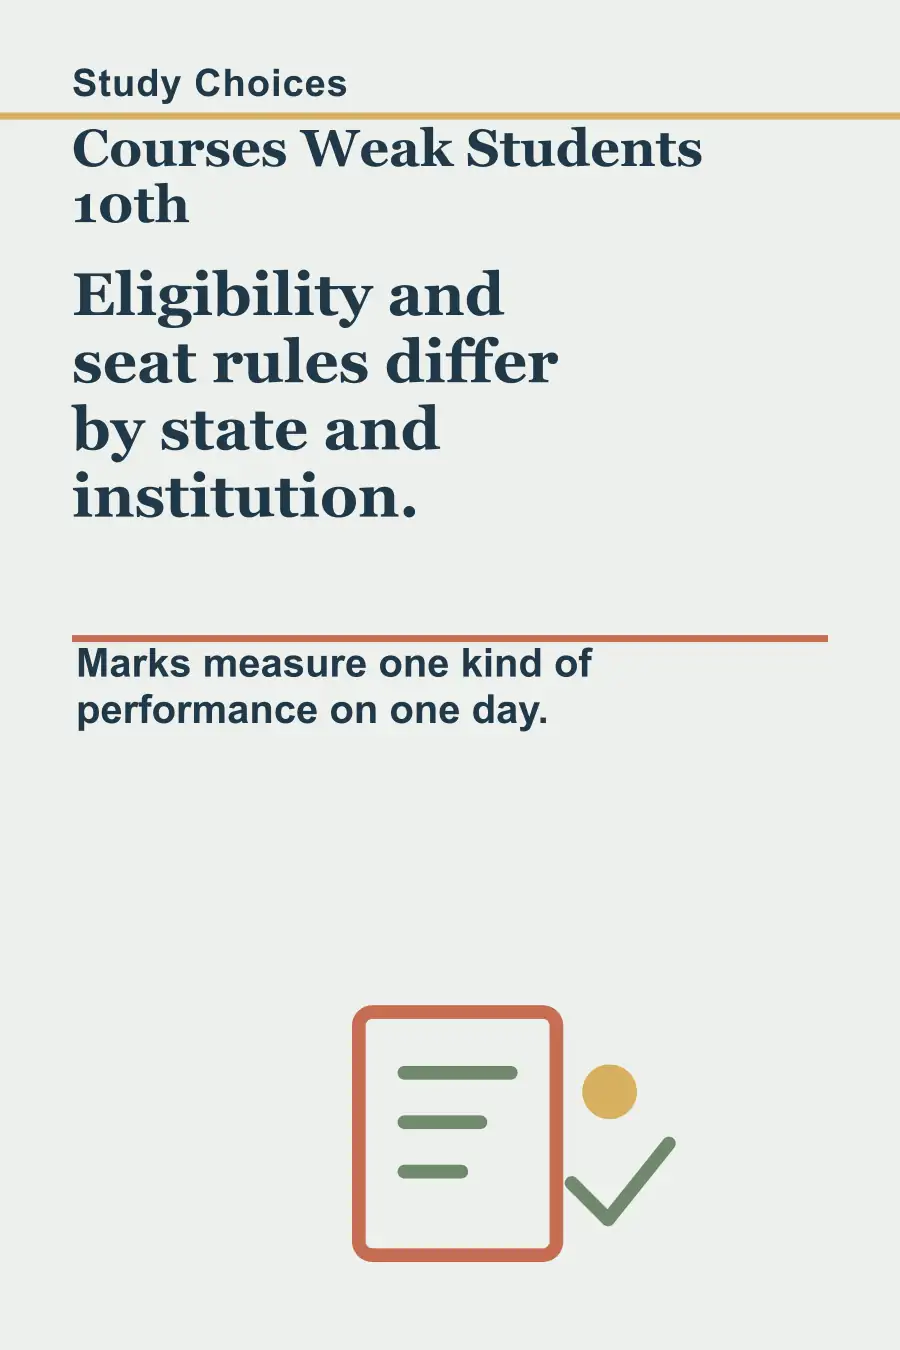 Study Choices
Courses Weak Students
10th
Eligibility and
seat rules differ
by state and
institution.
Marks measure one kind of
performance on one day.